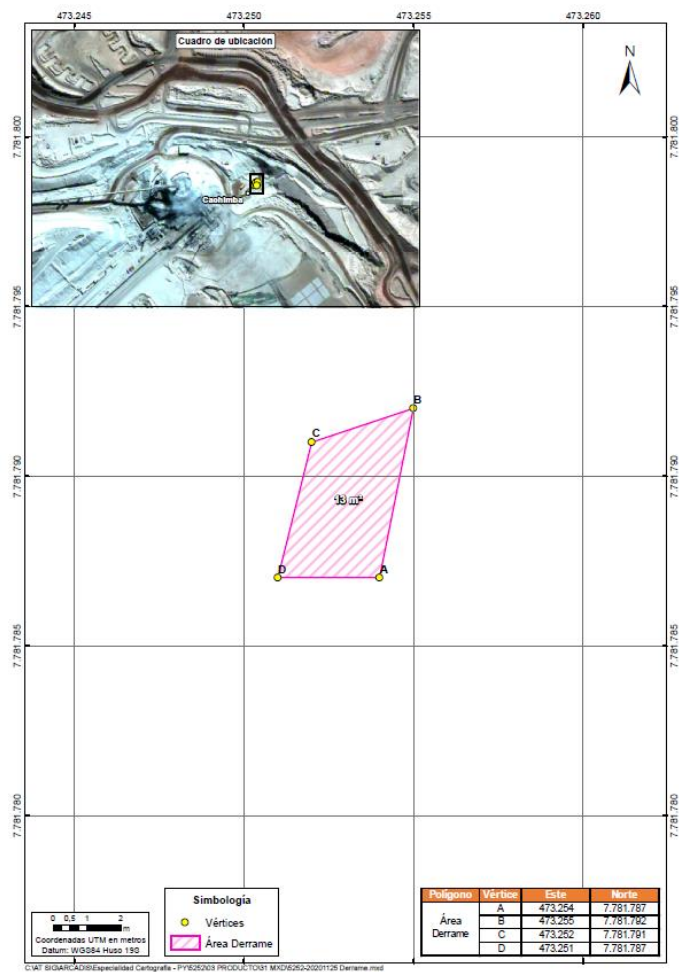 473.245 473.250 473.255 473.260
Cuadro de ubicación
N
Caohimba
7.781.800 7.781.800
7.781.795 7.781.795
B
C
7.781.790 7.781.790
13 m²
D A
7.781.785 7.781.785
7.781.780 7.781.780
0 0,5 1 2
m
Coordenadas UTM en metros
Datum: WGS84 Huso 19S
Simbología
Vértices
Área Derrame
Polígono Vértice Este Norte
Área Derrame
A 473.254 7.781.787
B 473.255 7.781.792
C 473.252 7.781.791
D 473.251 7.781.787